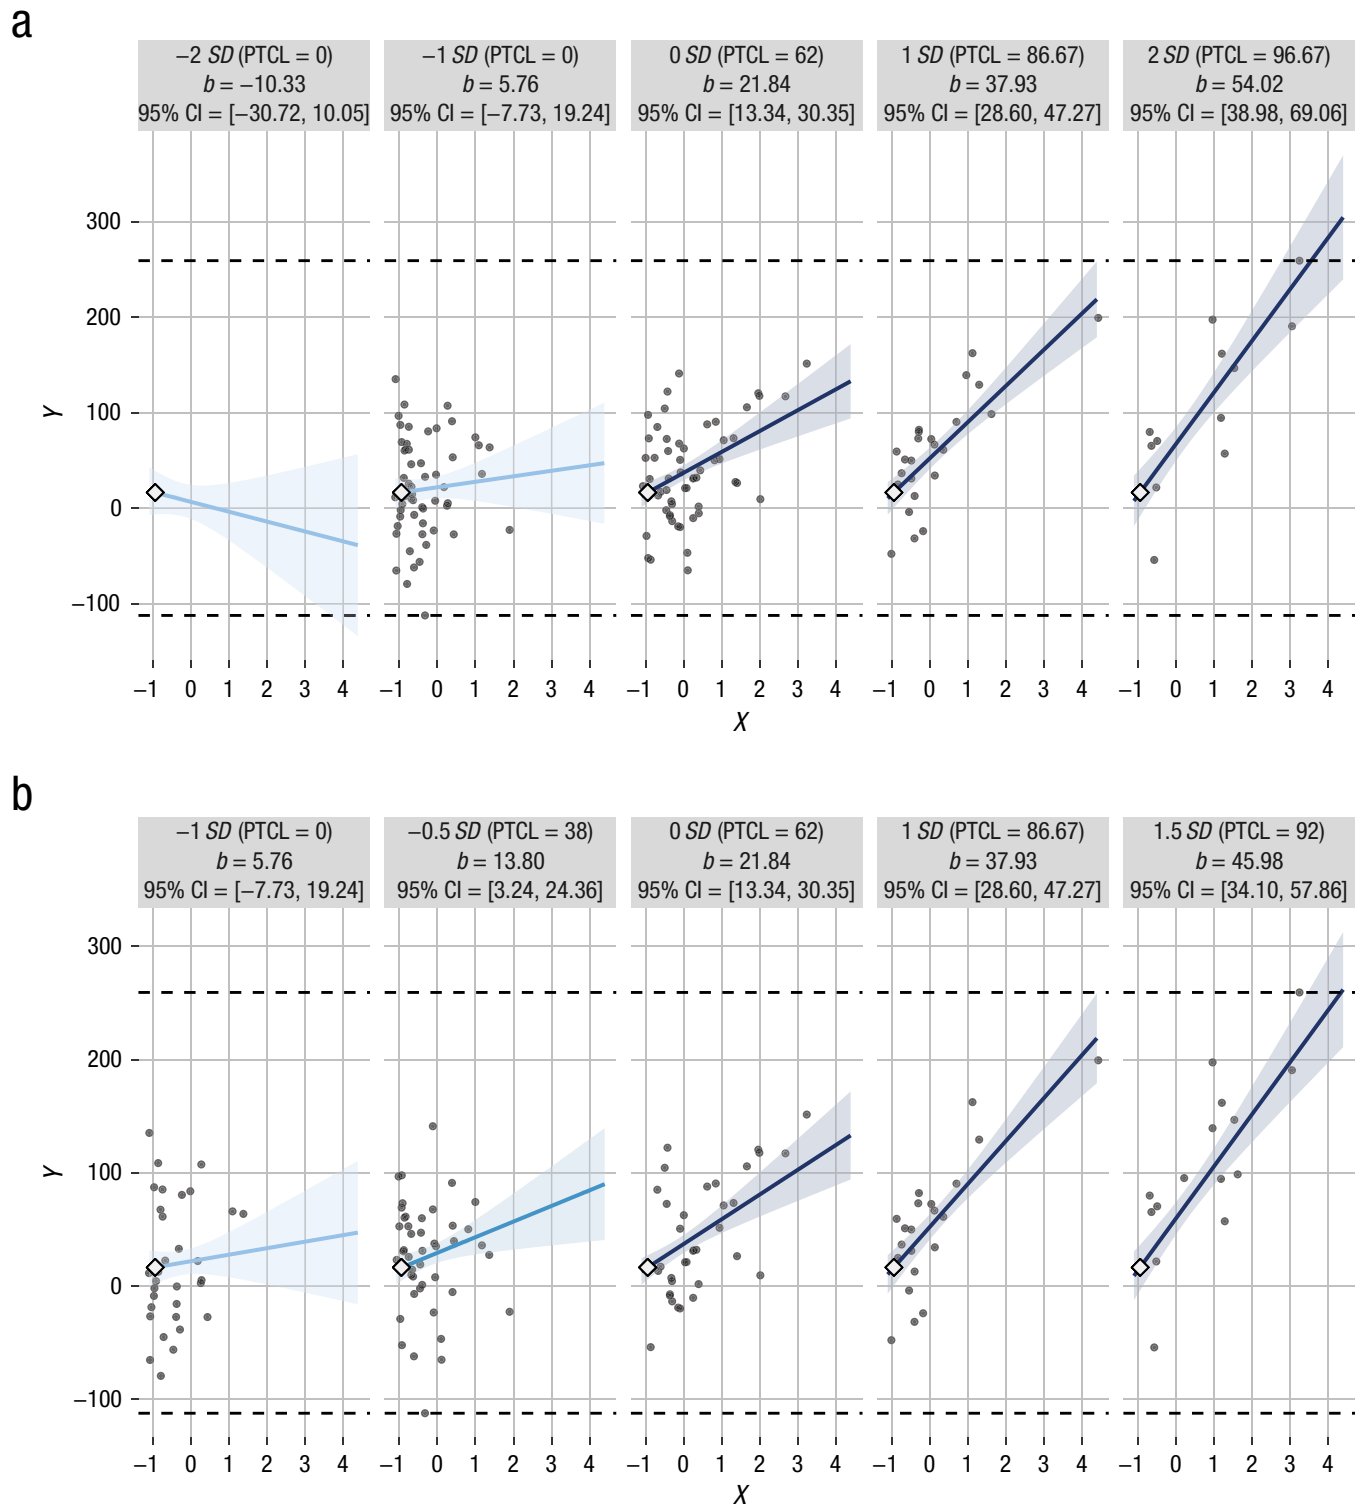 a
−2 SD (PTCL = 0)
b = −10.33
95% CI = [−30.72, 10.05]
−1 SD (PTCL = 0)
b = 5.76
95% CI = [−7.73, 19.24]
0 SD (PTCL = 62)
b = 21.84
95% CI = [13.34, 30.35]
1 SD (PTCL = 86.67)
b = 37.93
95% CI = [28.60, 47.27]
2 SD (PTCL = 96.67)
b = 54.02
95% CI = [38.98, 69.06]
300
200
100
0
−100
Y
−1 0 1 2 3 4
−1 0 1 2 3 4
−1 0 1 2 3 4
−1 0 1 2 3 4
−1 0 1 2 3 4
X
b
−1 SD (PTCL = 0)
b = 5.76
95% CI = [−7.73, 19.24]
−0.5 SD (PTCL = 38)
b = 13.80
95% CI = [3.24, 24.36]
0 SD (PTCL = 62)
b = 21.84
95% CI = [13.34, 30.35]
1 SD (PTCL = 86.67)
b = 37.93
95% CI = [28.60, 47.27]
1.5 SD (PTCL = 92)
b = 45.98
95% CI = [34.10, 57.86]
300
200
100
0
−100
Y
−1 0 1 2 3 4
−1 0 1 2 3 4
−1 0 1 2 3 4
−1 0 1 2 3 4
−1 0 1 2 3 4
X